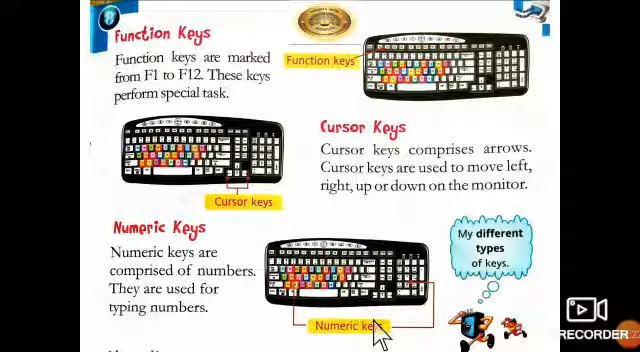 8
Function Keys
Function keys are marked
from F1 to F12. These keys
perform special task.
Function keys
Cursor Keys
Cursor keys comprises arrows.
Cursor keys are used to move left,
right, up or down on the monitor.
Cursor keys
Numeric Keys
Numeric keys are
comprised of numbers.
They are used for
typing numbers.
Numeric keys
My different
types
of keys.
RECORDER